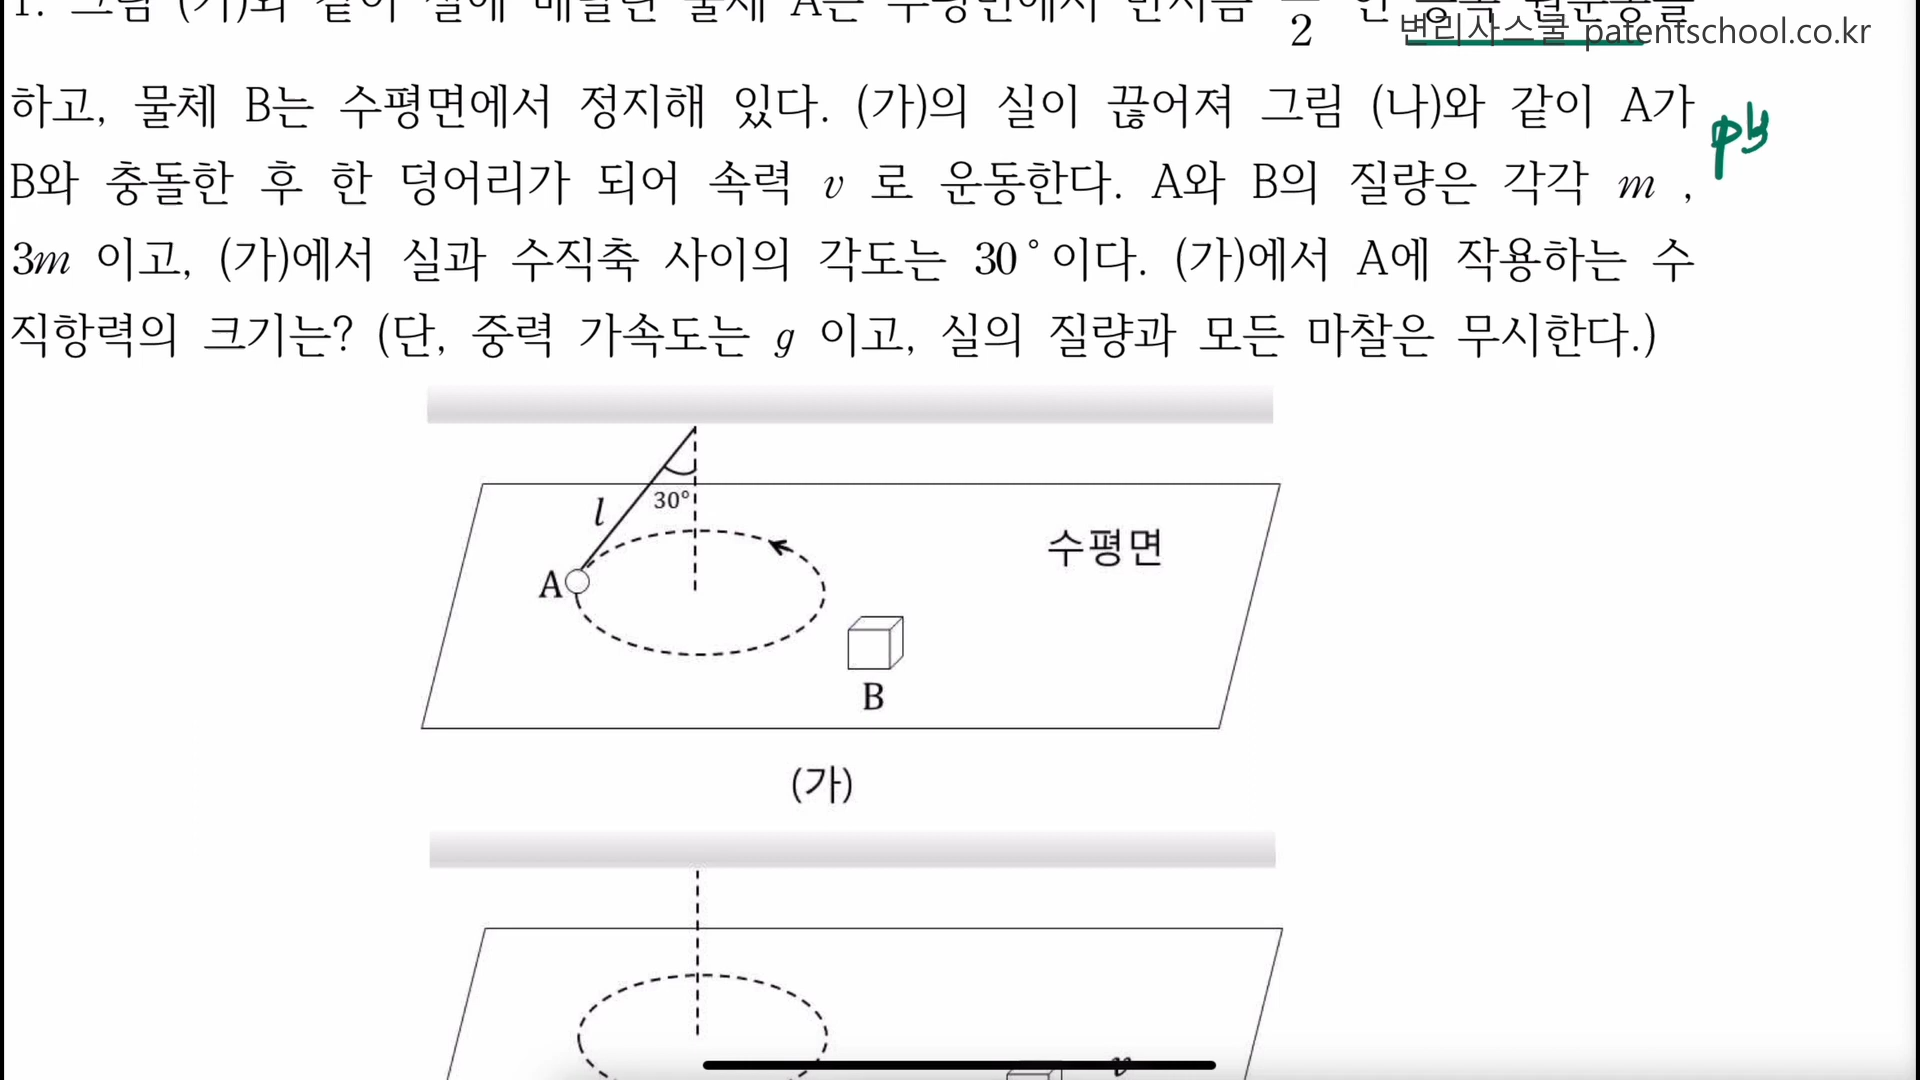 변리사스쿨 patentschool.co.kr
2
하고, 물체 B는 수평면에서 정지해 있다. (가)의 실이 끊어져 그림 (나)와 같이 A가
B와 충돌한 후 한 덩어리가 되어 속력 v 로 운동한다. A와 B의 질량은 각각 m ,
3m 이고, (가)에서 실과 수직축 사이의 각도는 30°이다. (가)에서 A에 작용하는 수
직항력의 크기는? (단, 중력 가속도는 g 이고, 실의 질량과 모든 마찰은 무시한다.)
l
30°
수평면
A
B
(가)